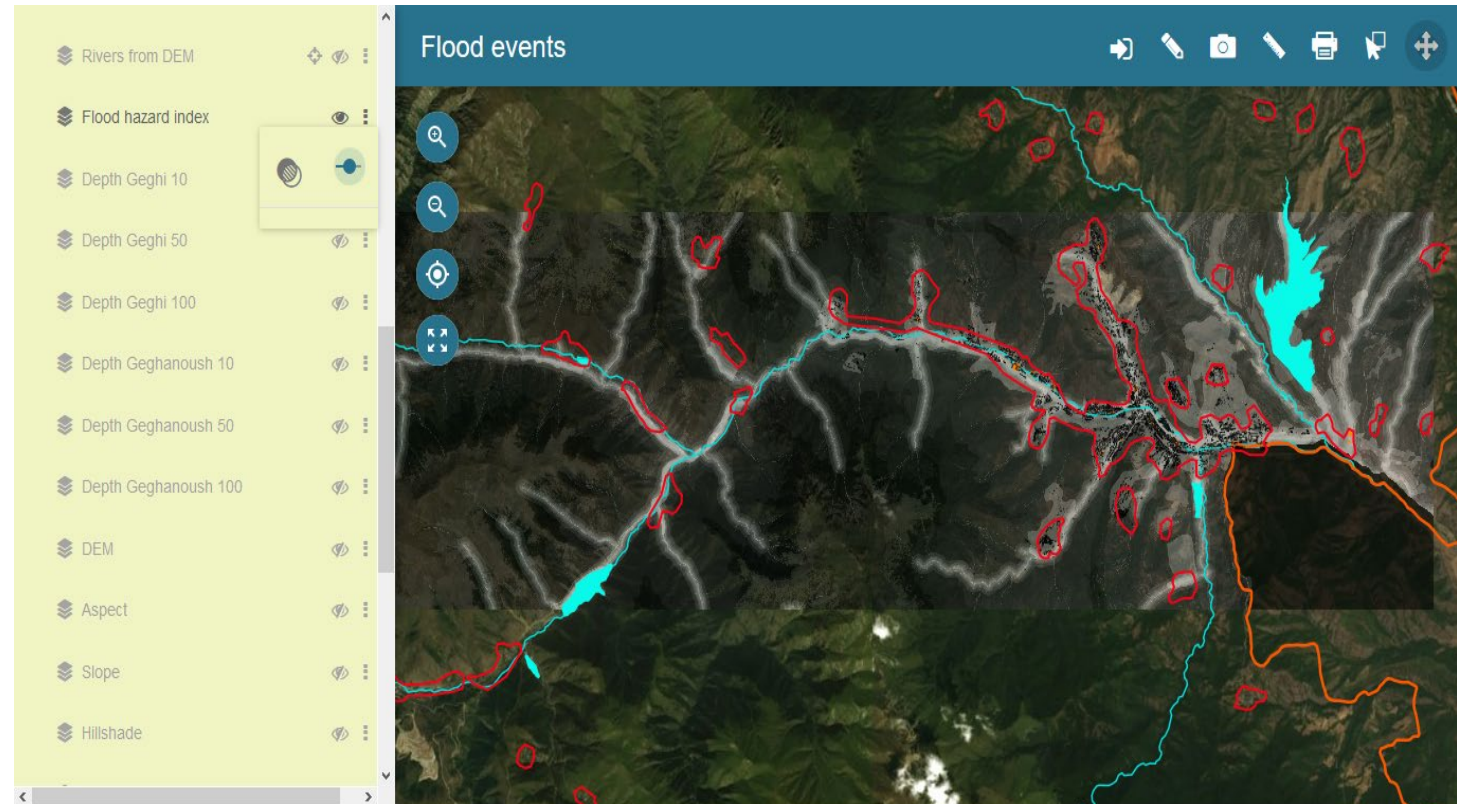 Flood events
Rivers from DEM
Flood hazard index
Depth Geghi 10
Depth Geghi 50
Depth Geghi 100
Depth Geghanoush 10
Depth Geghanoush 50
Depth Geghanoush 100
DEM
Aspect
Slope
Hillshade